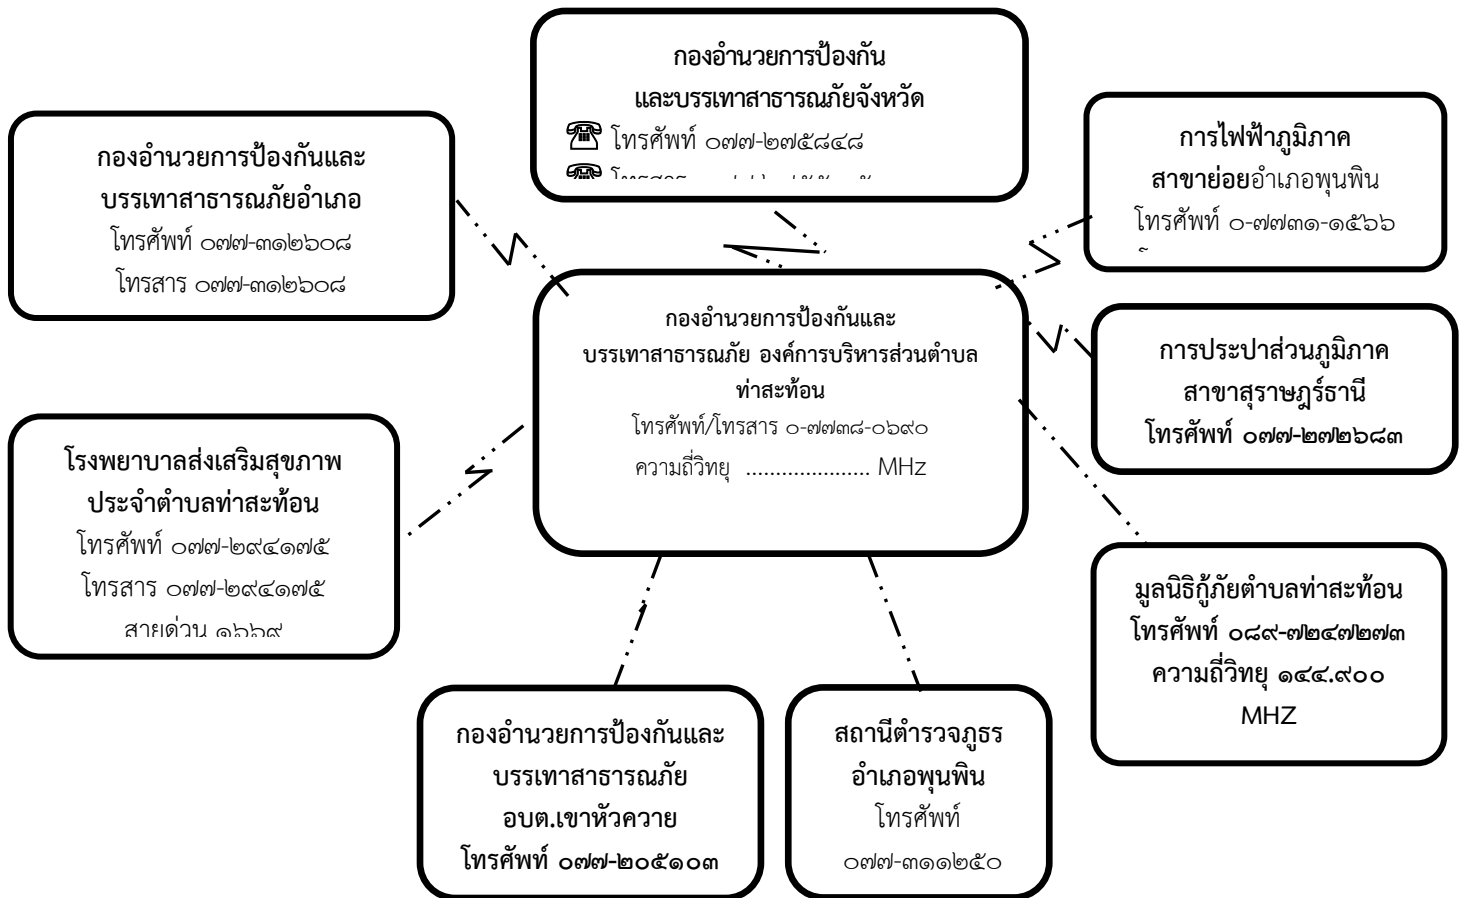 กองอำนวยการป้องกัน
และบรรเทาสาธารณภัยจังหวัด
โทรศัพท์ ๐๗๗-๒๗๕๘๔๘
กองอำนวยการป้องกันและ
บรรเทาสาธารณภัยอำเภอ
โทรศัพท์ ๐๗๗-๓๑๒๖๐๘
โทรสาร ๐๗๗-๓๑๒๖๐๘
การไฟฟ้าภูมิภาค
สาขาย่อยอำเภอพุนพิน
โทรศัพท์ ๐-๗๗๓๑-๑๕๖๖
กองอำนวยการป้องกันและ
บรรเทาสาธารณภัย องค์การบริหารส่วนตำบล
ท่าสะท้อน
โทรศัพท์/โทรสาร ๐-๗๗๓๘-๐๖๙๐
ความถี่วิทยุ ..................... MHz
การประปาส่วนภูมิภาค
สาขาสุราษฎร์ธานี
โทรศัพท์ ๐๗๗-๒๗๒๖๘๓
โรงพยาบาลส่งเสริมสุขภาพ
ประจำตำบลท่าสะท้อน
โทรศัพท์ ๐๗๗-๒๙๔๑๗๕
โทรสาร ๐๗๗-๒๙๔๑๗๕
สายด่วน ๑๖๖๙
มูลนิธิกู้ภัยตำบลท่าสะท้อน
โทรศัพท์ ๐๘๙-๗๒๔๗๒๗๓
ความถี่วิทยุ ๑๔๔.๙๐๐
MHZ
กองอำนวยการป้องกันและ
บรรเทาสาธารณภัย
อบต.เขาหัวควาย
โทรศัพท์ ๐๗๗-๒๐๕๑๐๓
สถานีตำรวจภูธร
อำเภอพุนพิน
โทรศัพท์
๐๗๗-๓๑๑๒๕๐